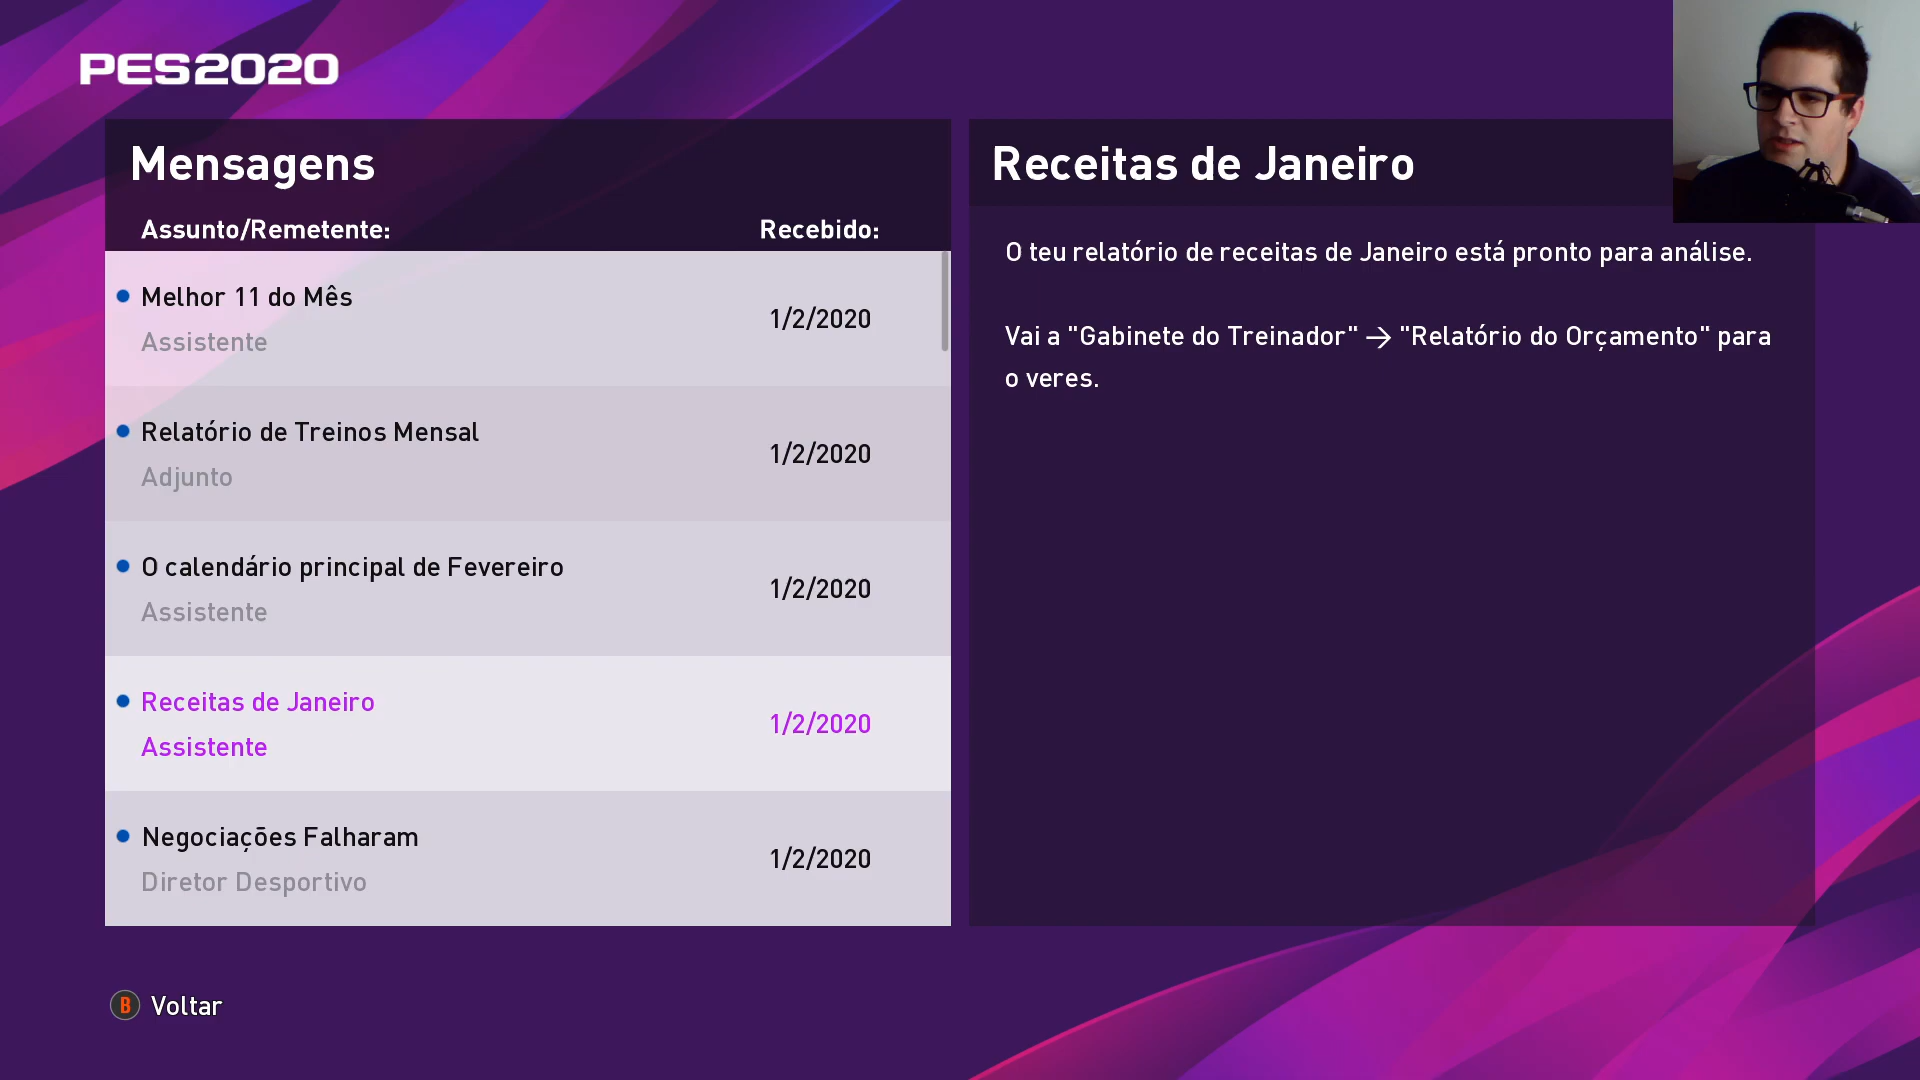 PES2020
Mensagens
Assunto/Remetente: Recebido:
Melhor 11 do Mês
Assistente
1/2/2020
Relatório de Treinos Mensal
Adjunto
1/2/2020
O calendário principal de Fevereiro
Assistente
1/2/2020
Receitas de Janeiro
Assistente
1/2/2020
Negociações Falharam
Diretor Desportivo
1/2/2020
Receitas de Janeiro
O teu relatório de receitas de Janeiro está pronto para análise.
Vai a "Gabinete do Treinador" → "Relatório do Orçamento" para
o veres.
B Voltar